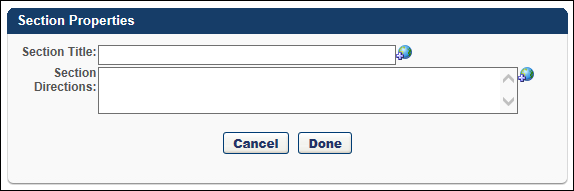 Section Properties
Section Title:
Section
Directions:
Cancel Done